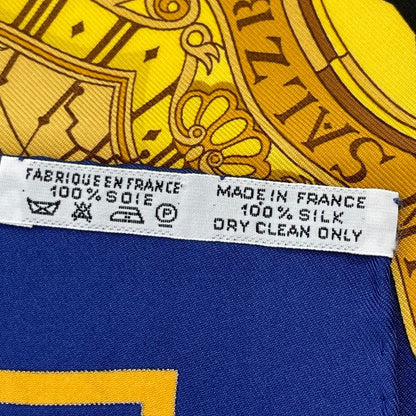 SALZB
FABRIQUE EN FRANCE
100% SOIE
MADE IN FRANCE
100% SILK
DRY CLEAN ONLY